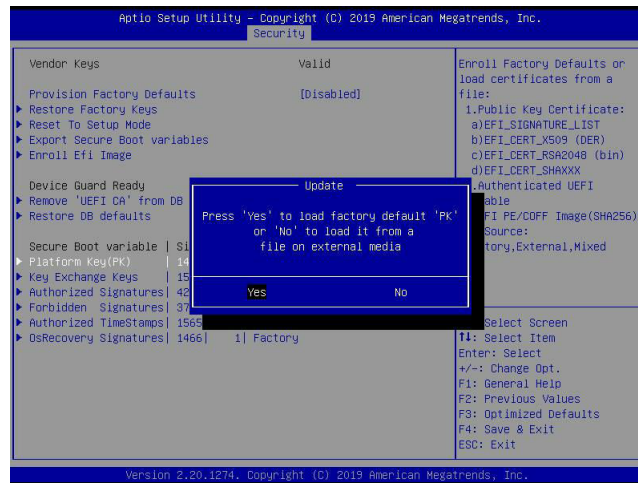 Aptio Setup Utility – Copyright (C) 2019 American Megatrends, Inc.
Security
Vendor Keys Valid
Provision Factory Defaults [Disabled]
Restore Factory Keys
Reset To Setup Mode
Export Secure Boot variables
Enroll Efi Image
Device Guard Ready
Remove 'UEFI CA' from DB
Restore DB defaults
Secure Boot variable | Si
Platform Key(PK) | 14
Key Exchange Keys | 15
Authorized Signatures| 42
Forbidden Signatures| 37
Authorized TimeStamps| 1565
OsRecovery Signatures| 1466| 1| Factory
Update
Press 'Yes' to load factory default 'PK'
or 'No' to load it from a
file on external media
Yes No
Enroll Factory Defaults or
load certificates from a
file:
1.Public Key Certificate:
a)EFI_SIGNATURE_LIST
b)EFI_CERT_X509 (DER)
c)EFI_CERT_RSA2048 (bin)
d)EFI_CERT_SHAXXX
.Authenticated UEFI
able
FI PE/COFF Image(SHA256)
Source:
tory,External,Mixed
Select Screen
↑↓: Select Item
Enter: Select
+/-: Change Opt.
F1: General Help
F2: Previous Values
F3: Optimized Defaults
F4: Save & Exit
ESC: Exit
Version 2.20.1274. Copyright (C) 2019 American Megatrends, Inc.